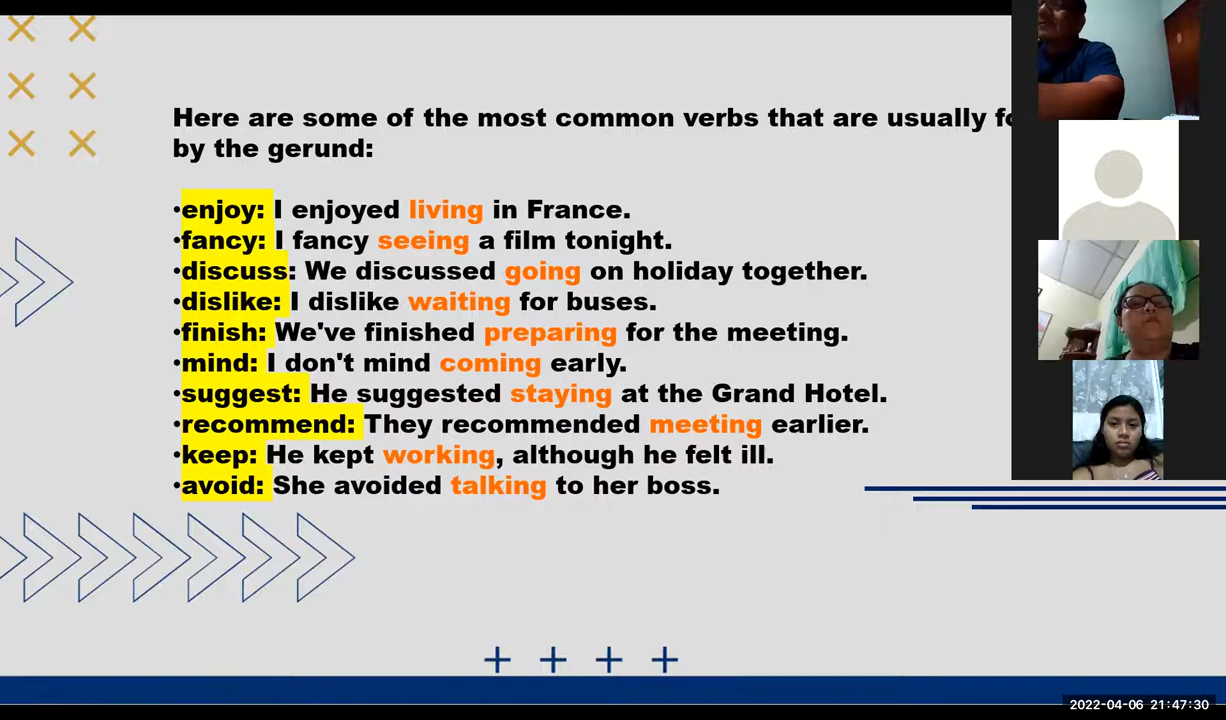 Here are some of the most common verbs that are usually
by the gerund:
•enjoy: I enjoyed living in France.
•fancy: I fancy seeing a film tonight.
•discuss: We discussed going on holiday together.
•dislike: I dislike waiting for buses.
•finish: We've finished preparing for the meeting.
•mind: I don't mind coming early.
•suggest: He suggested staying at the Grand Hotel.
•recommend: They recommended meeting earlier.
•keep: He kept working, although he felt ill.
•avoid: She avoided talking to her boss.
2022-04-06 21:47:30